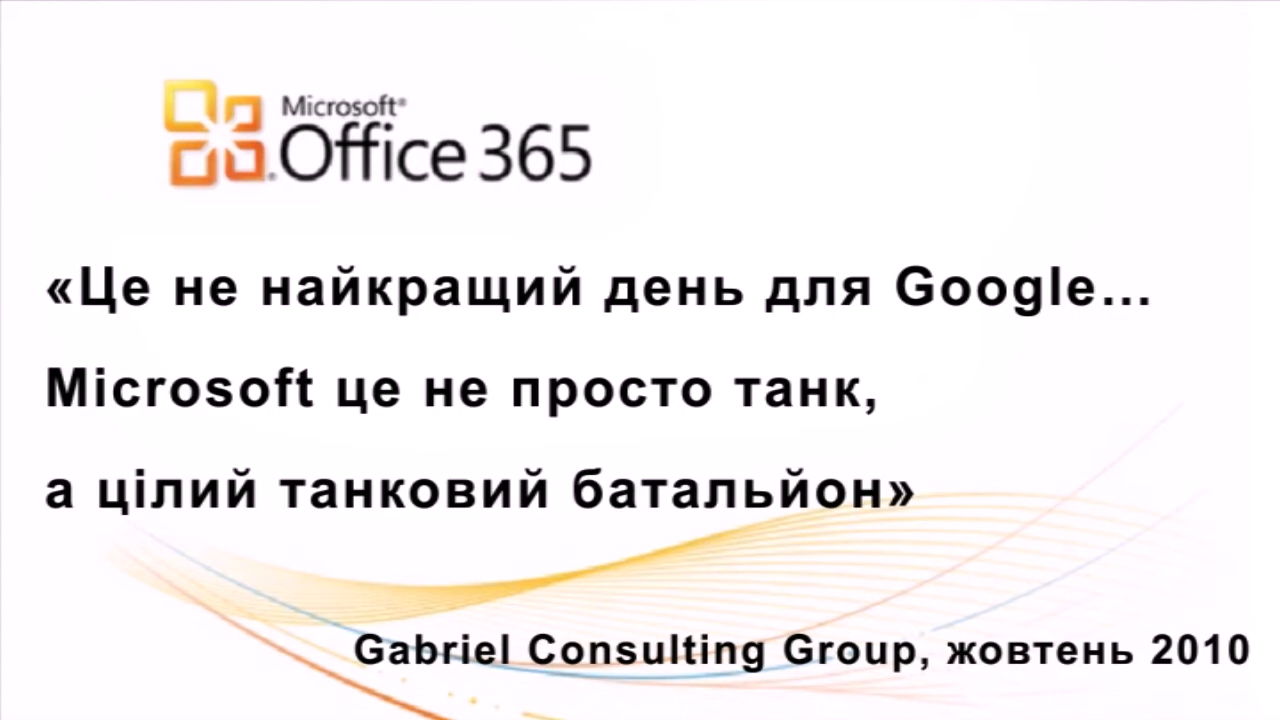 Microsoft®
Office 365
«Це не найкращий день для Google...
Microsoft це не просто танк,
а цілий танковий батальйон»
Gabriel Consulting Group, жовтень 2010